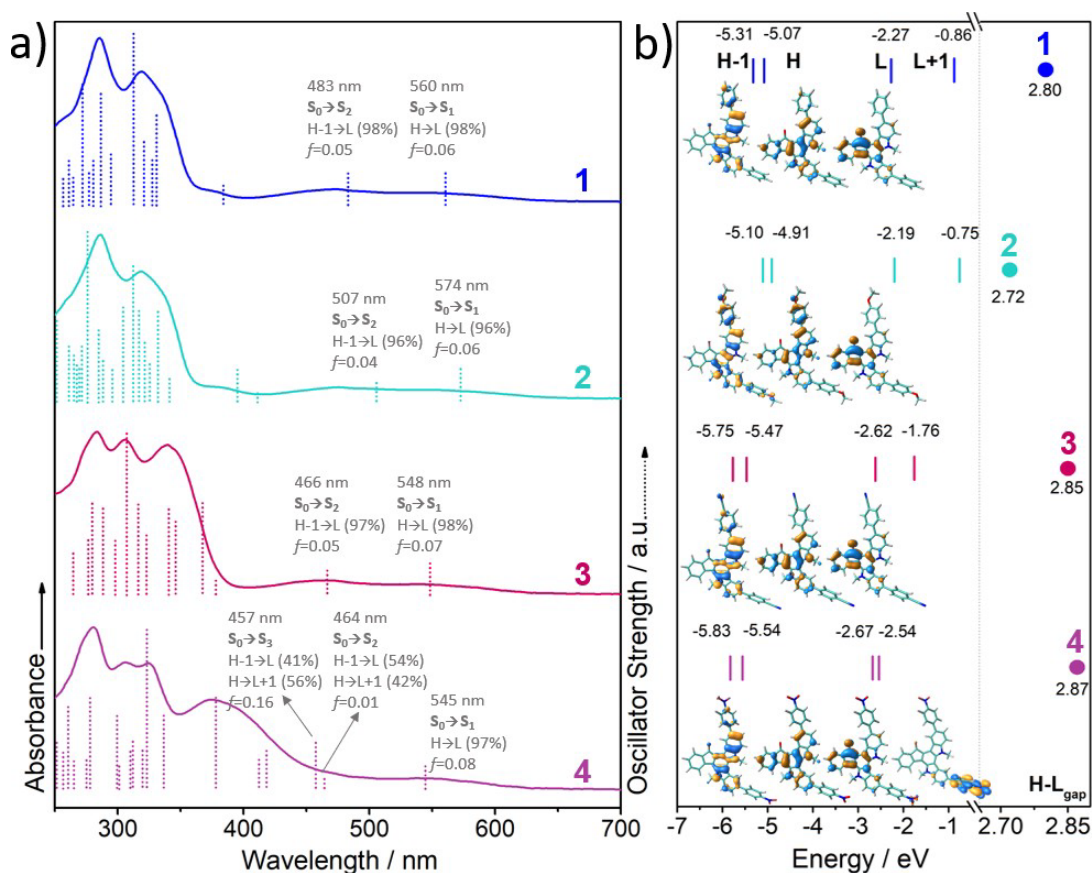 a)
483 nm
S₀→S₂
H-1→L (98%)
f=0.05
560 nm
S₀→S₁
H→L (98%)
f=0.06
1
507 nm
S₀→S₂
H-1→L (96%)
f=0.04
574 nm
S₀→S₁
H→L (96%)
f=0.06
2
466 nm
S₀→S₂
H-1→L (97%)
f=0.05
548 nm
S₀→S₁
H→L (98%)
f=0.07
3
457 nm
S₀→S₃
H-1→L (41%)
H→L+1 (56%)
f=0.16
464 nm
S₀→S₂
H-1→L (54%)
H→L+1 (42%)
f=0.01
545 nm
S₀→S₁
H→L (97%)
f=0.08
4
Absorbance
Oscillator Strength / a.u.
300 400 500 600 700
Wavelength / nm
b)
-5.31 -5.07 -2.27 -0.86
H-1 H L L+1
1
2.80
-5.10 -4.91 -2.19 -0.75
2
2.72
-5.75 -5.47 -2.62 -1.76
3
2.85
-5.83 -5.54 -2.67 -2.54
4
2.87
H-Lgap
-7 -6 -5 -4 -3 -2 -1 2.70 2.85
Energy / eV